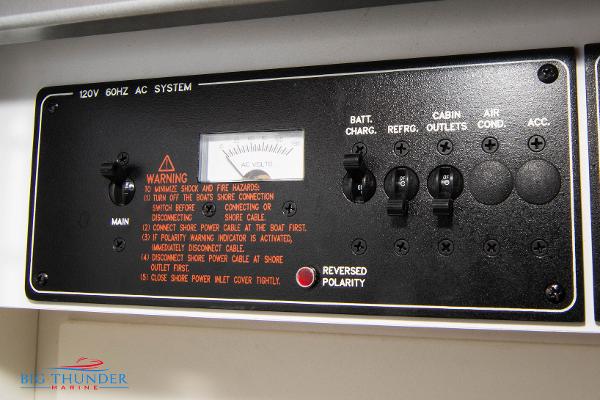 120V 60HZ AC SYSTEM
BATT.
CHARG.
REFRG.
CABIN
OUTLETS
AIR
COND.
ACC.
AC VOLTS
WARNING
TO MINIMIZE SHOCK AND FIRE HAZARDS:
(1) TURN OFF THE BOATS SHORE CONNECTION
SWITCH BEFORE CONNECTING OR
DISCONNECTING SHORE CABLE.
(2) CONNECT SHORE POWER CABLE AT THE BOAT FIRST.
(3) IF POLARITY WARNING INDICATOR IS ACTIVATED,
IMMEDIATELY DISCONNECT CABLE.
(4) DISCONNECT SHORE POWER CABLE AT SHORE
OUTLET FIRST.
(5) CLOSE SHORE POWER INLET COVER TIGHTLY.
MAIN
REVERSED
POLARITY
BIG THUNDER
MARINE